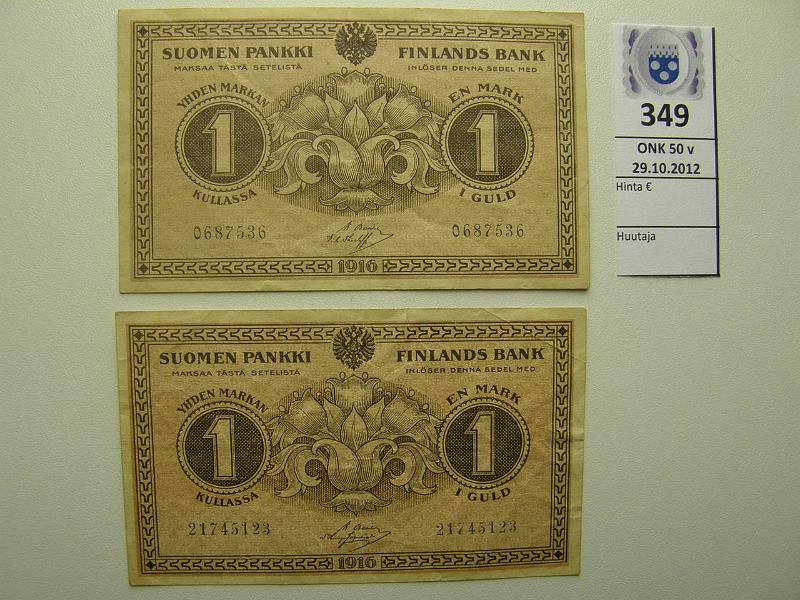 SUOMEN PANKKI FINLANDS BANK
MAKSAA TÄSTÄ SETELISTÄ INLÖSER DENNA SEDEL MED
YHDEN MARKAN EN MARK
1 1
KULLASSA I GULD
0687536 0687536
1916
SUOMEN PANKKI FINLANDS BANK
MAKSAA TÄSTÄ SETELISTÄ INLÖSER DENNA SEDEL MED
YHDEN MARKAN EN MARK
1 1
KULLASSA I GULD
21745123 21745123
1916
349
ONK 50 v
29.10.2012
Hinta €
Huutaja